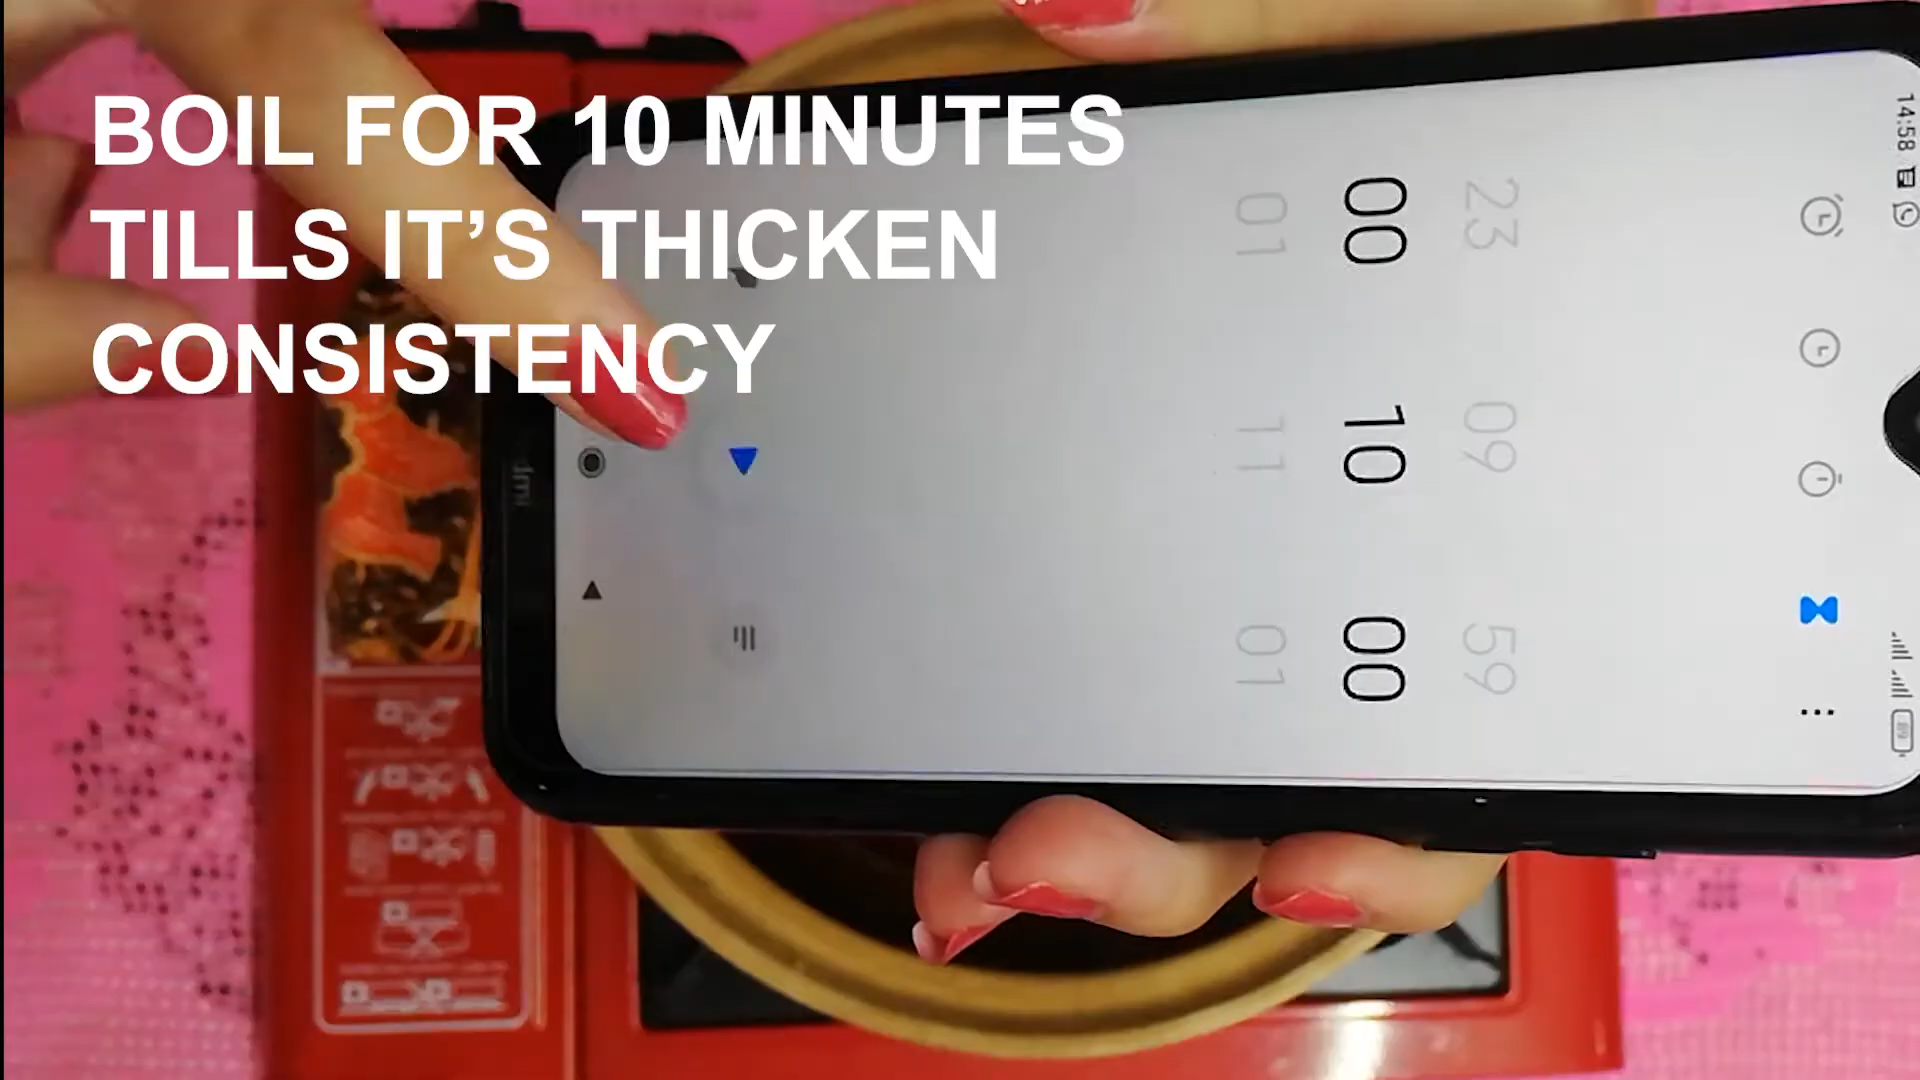 BOIL FOR 10 MINUTES
TILLS IT’S THICKEN
CONSISTENCY
14:58
23 09 59
00 10 00
01 11 01